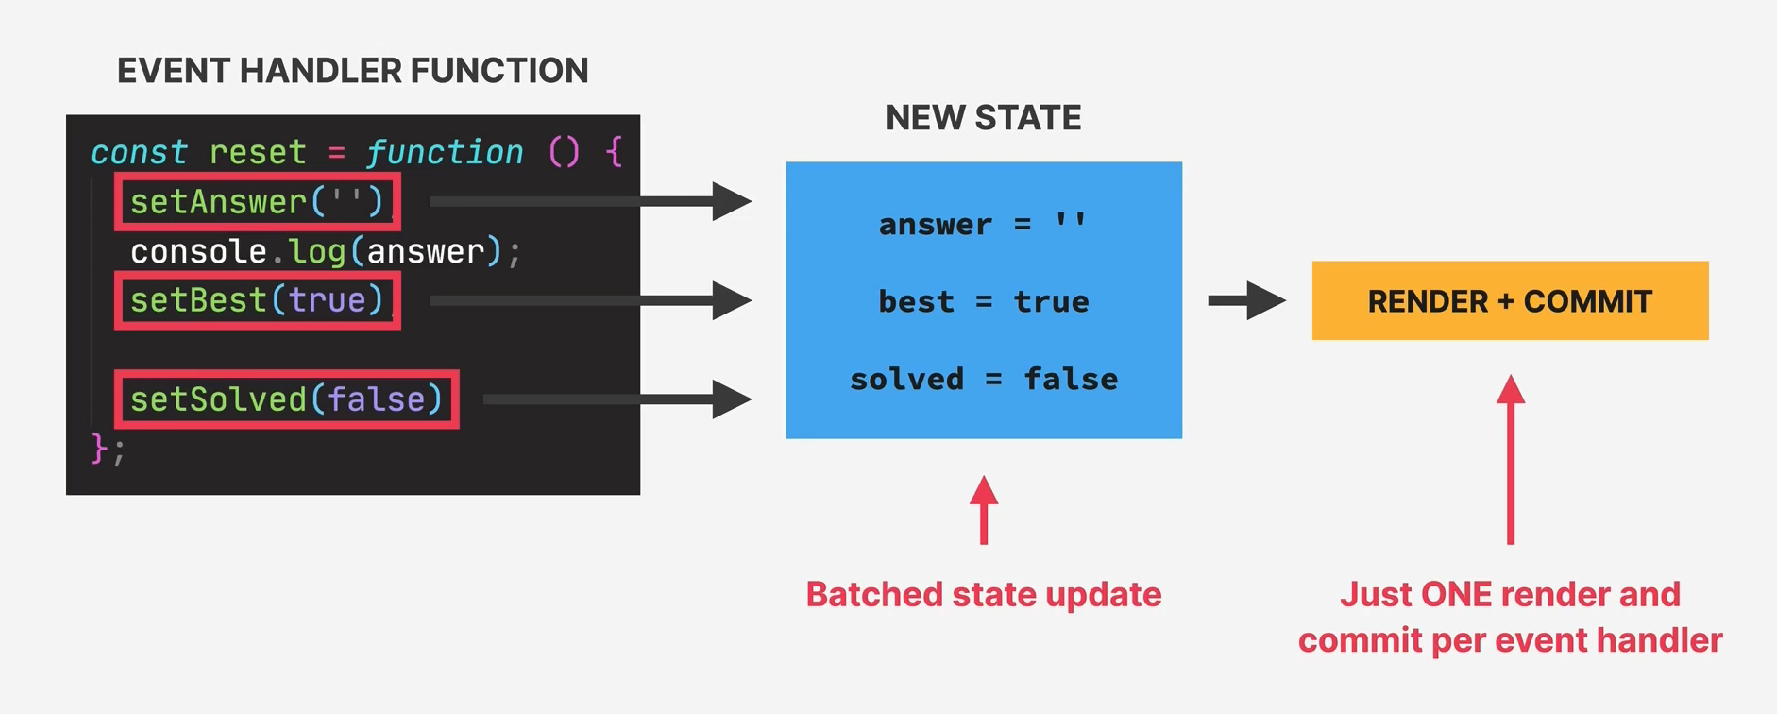 EVENT HANDLER FUNCTION
const reset = function () {
setAnswer('')
console.log(answer);
setBest(true)
setSolved(false)
};
NEW STATE
answer = ''
best = true
solved = false
RENDER + COMMIT
Batched state update
Just ONE render and
commit per event handler